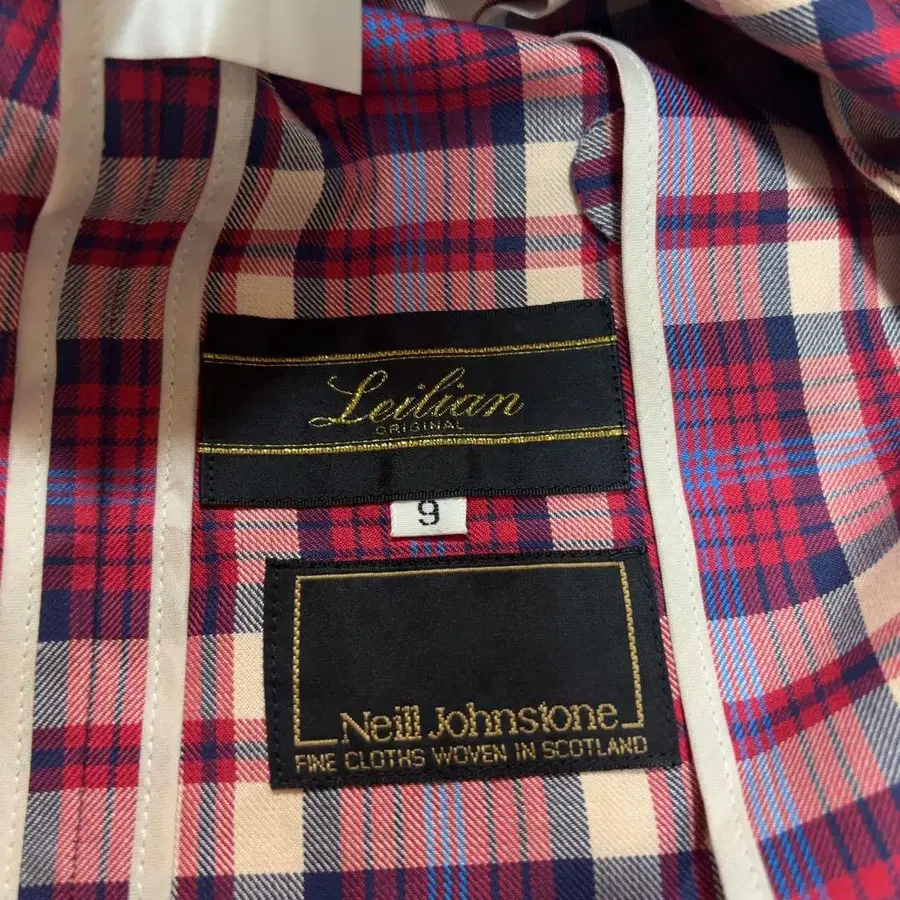 Leilian
ORIGINAL
9
Neill Johnstone
FINE CLOTHS WOVEN IN SCOTLAND